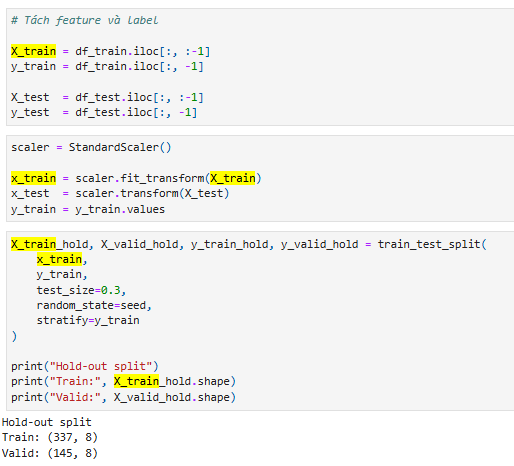 # Tách feature và label
X_train = df_train.iloc[:, :-1]
y_train = df_train.iloc[:, -1]
X_test  = df_test.iloc[:, :-1]
y_test  = df_test.iloc[:, -1]
scaler = StandardScaler()
x_train = scaler.fit_transform(X_train)
x_test  = scaler.transform(X_test)
y_train = y_train.values
X_train_hold, X_valid_hold, y_train_hold, y_valid_hold = train_test_split(
    x_train,
    y_train,
    test_size=0.3,
    random_state=seed,
    stratify=y_train
)
print("Hold-out split")
print("Train:", X_train_hold.shape)
print("Valid:", X_valid_hold.shape)
Hold-out split
Train: (337, 8)
Valid: (145, 8)